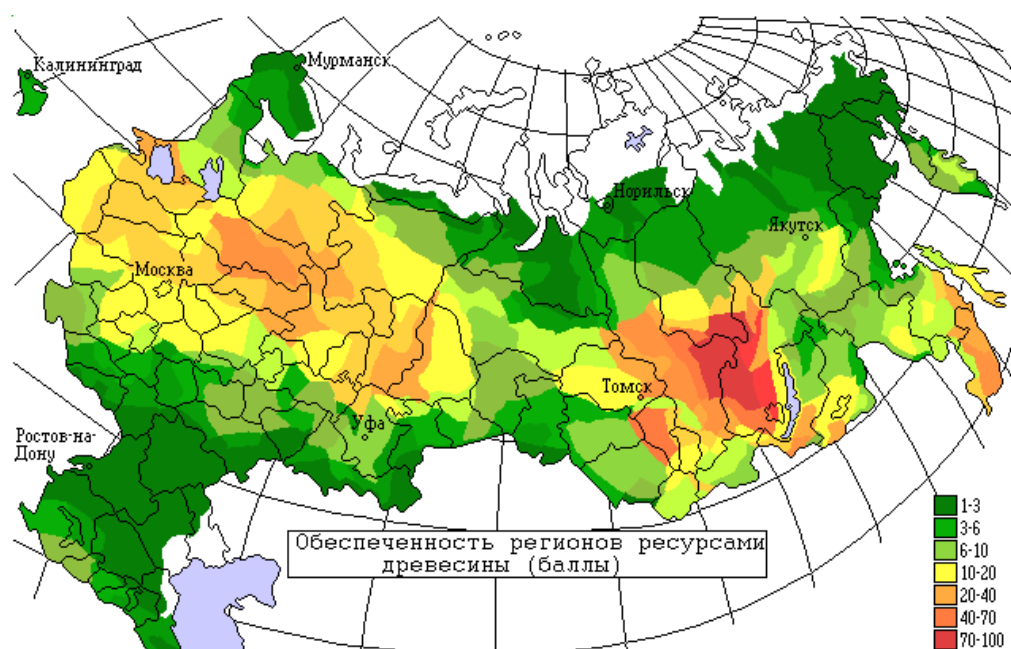 Калининград
Мурманск
Норильск
Якутск
Москва
Томск
Уфа
Ростов-на-
Дону
Обеспеченность регионов ресурсами
древесины (баллы)
1-3
3-6
6-10
10-20
20-40
40-70
70-100